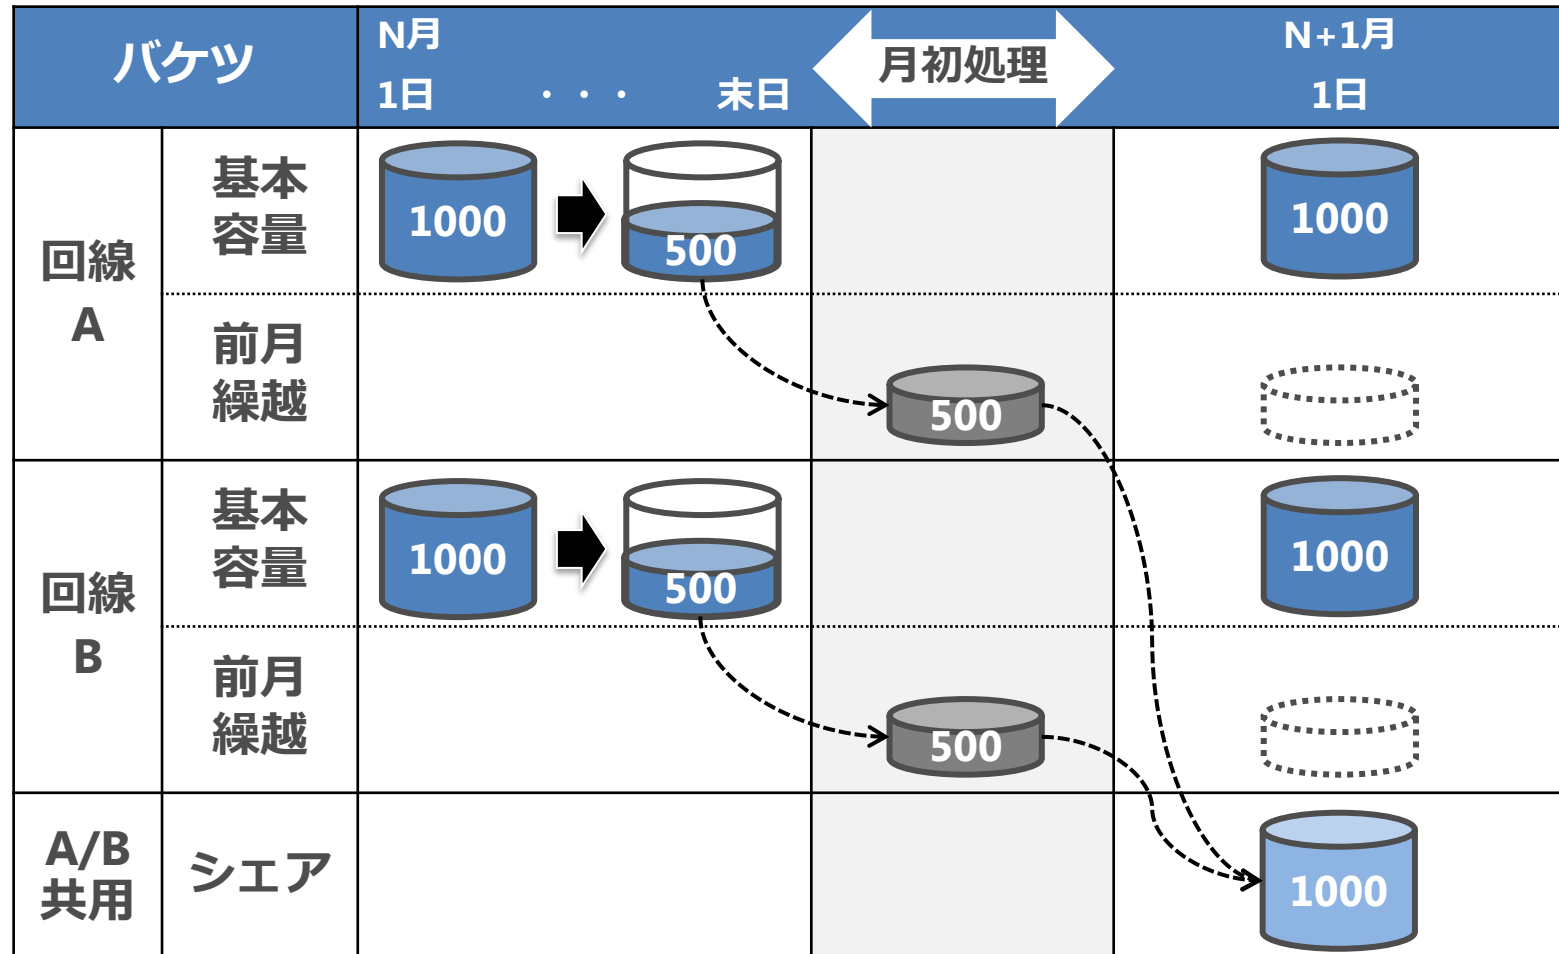 バケツ
N月
1日 ・・・ 末日
月初処理
N+1月
1日
回線
A
基本
容量
1000
500
1000
前月
繰越
500
回線
B
基本
容量
1000
500
1000
前月
繰越
500
A/B
共用
シェア
1000